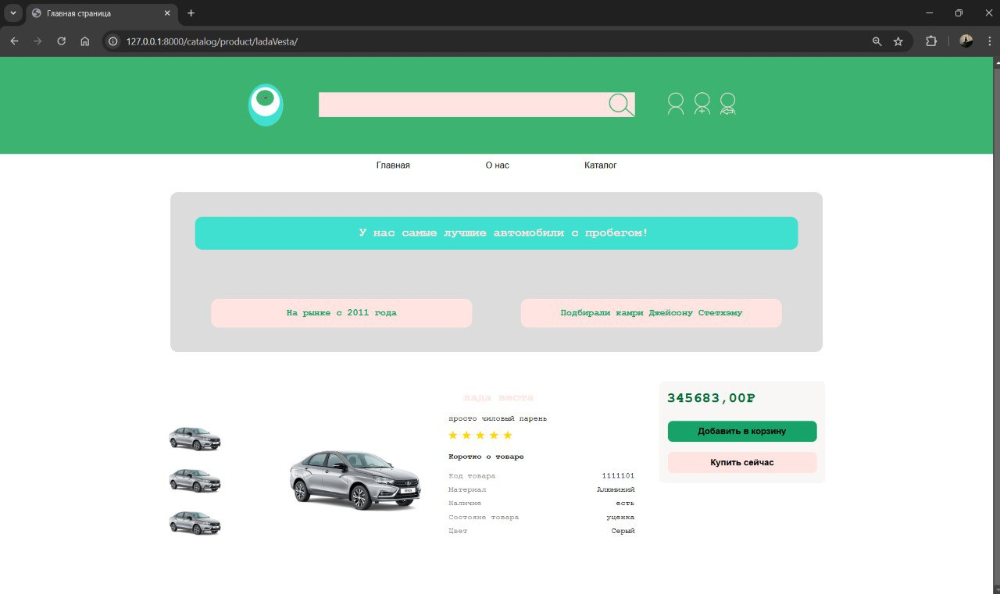 Главная страница
127.0.0.1:8000/catalog/product/ladaVesta/
Главная О нас Каталог
У нас самые лучшие автомобили с пробегом!
На рынке с 2011 года
Подбирали камри Джейсону Стетхэму
лада веста
345683,00₽
просто чиловый парень
Добавить в корзину
Коротко о товаре
Купить сейчас
Код товара 1111101
Материал Алюминий
Наличие есть
Состояне товара уценка
Цвет Серый